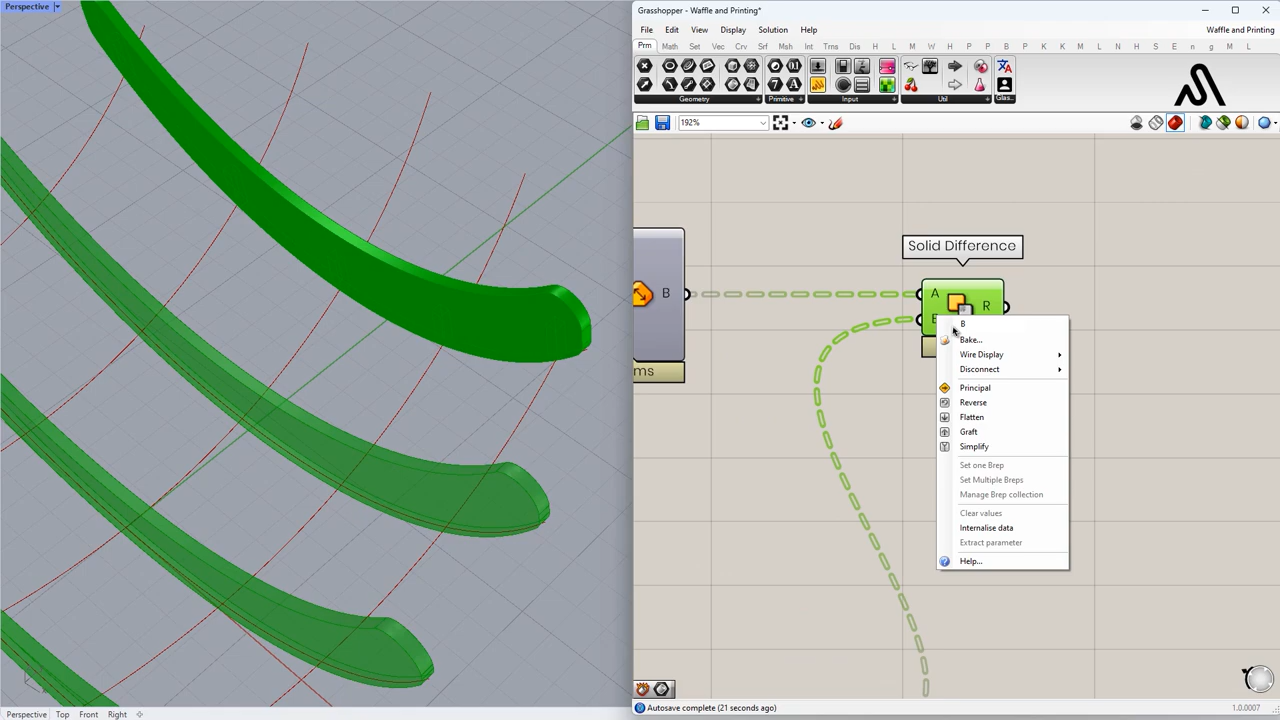 Perspective
Grasshopper - Waffle and Printing*
File Edit View Display Solution Help
Waffle and Printing
Prm Math Set Vec Crv Srf Msh Int Trns Dis H L M W H P P B K K M L H S E n g M L
Geometry Primitive Input Util Glas..
192%
Solid Difference
B
A
R
B
ms
B
Bake...
Wire Display
Disconnect
Principal
Reverse
Flatten
Graft
Simplify
Set one Brep
Set Multiple Breps
Manage Brep collection
Clear values
Internalise data
Extract parameter
Help...
Autosave complete (21 seconds ago)
1.0.0007
Perspective Top Front Right